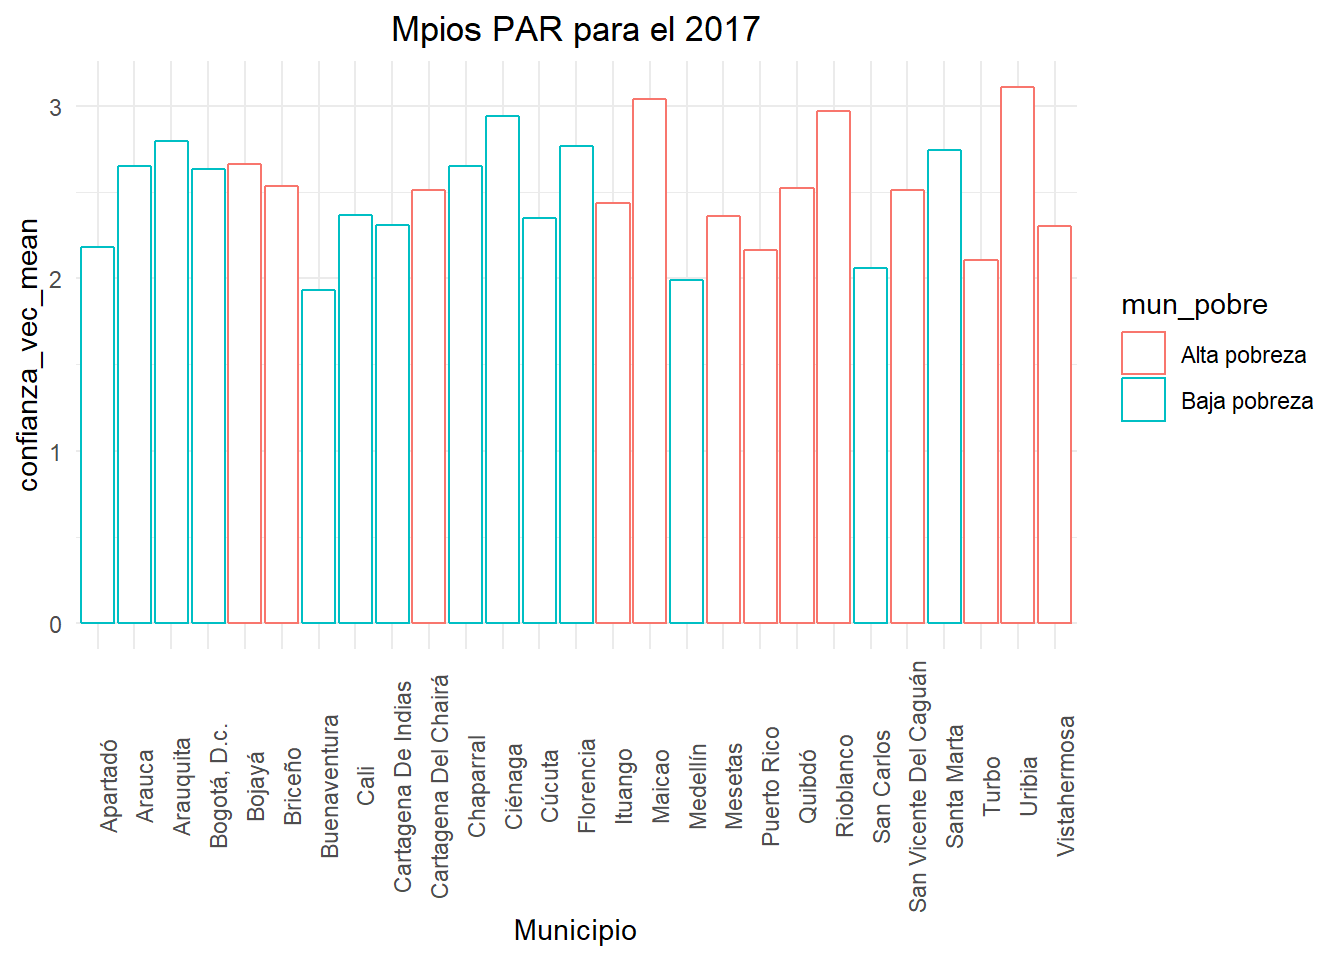 Mpios PAR para el 2017
confianza_vec_mean
3
2
1
0
Apartadó
Arauca
Arauquita
Bogotá, D.c.
Bojayá
Briceño
Buenaventura
Cali
Cartagena De Indias
Cartagena Del Chairá
Chaparral
Ciénaga
Cúcuta
Florencia
Ituango
Maicao
Medellín
Mesetas
Puerto Rico
Quibdó
Rioblanco
San Carlos
San Vicente Del Caguán
Santa Marta
Turbo
Uribia
Vistahermosa
Municipio
mun_pobre
Alta pobreza
Baja pobreza